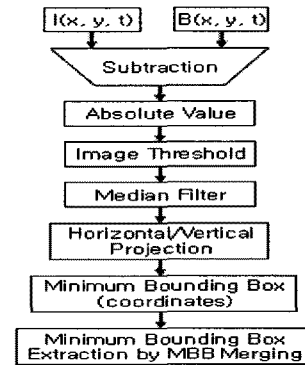 I(x, y, t) B(x, y, t)
Subtraction
Absolute Value
Image Threshold
Median Filter
Horizontal/Vertical
Projection
Minimum Bounding Box
(coordinates)
Minimum Bounding Box
Extraction by MBB Merging